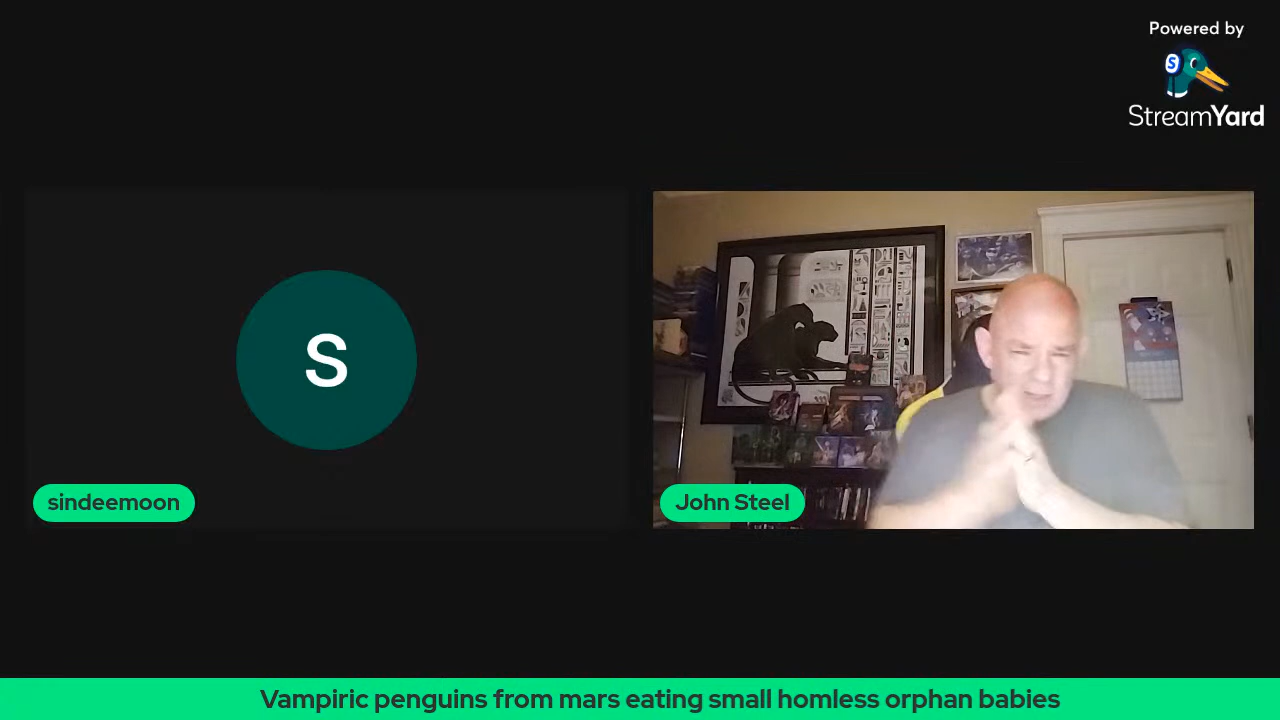 Powered by
S
StreamYard
S
sindeemoon
John Steel
Vampiric penguins from mars eating small homless orphan babies